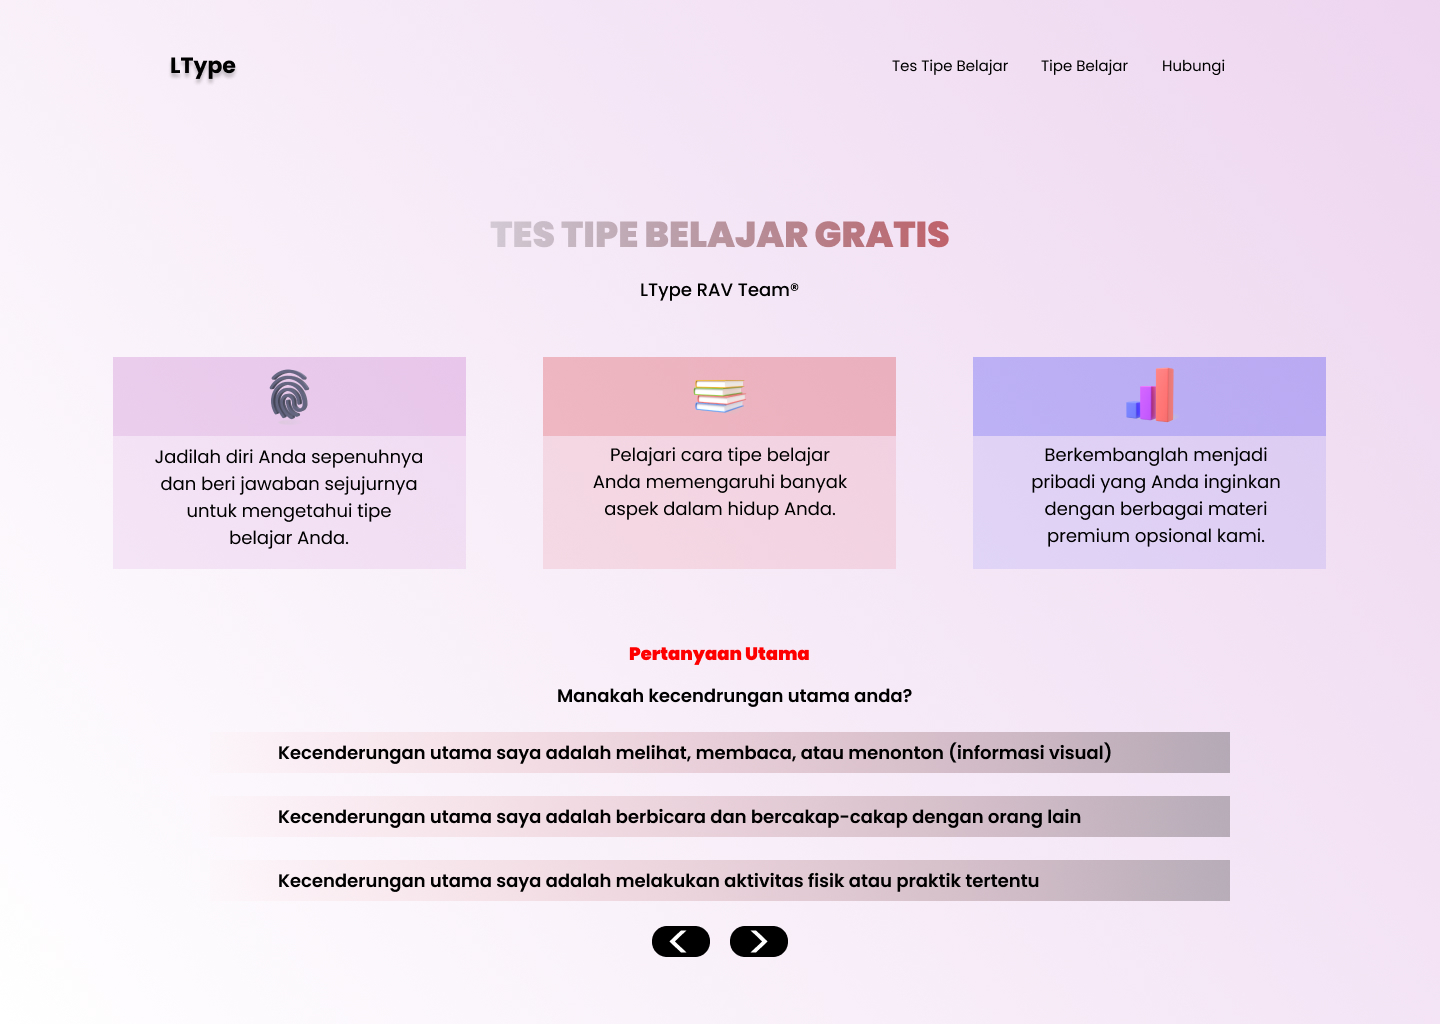 LType
Tes Tipe Belajar
Tipe Belajar
Hubungi
TES TIPE BELAJAR GRATIS
LType RAV Team®
Jadilah diri Anda sepenuhnya
dan beri jawaban sejujurnya
untuk mengetahui tipe
belajar Anda.
Pelajari cara tipe belajar
Anda memengaruhi banyak
aspek dalam hidup Anda.
Berkembanglah menjadi
pribadi yang Anda inginkan
dengan berbagai materi
premium opsional kami.
Pertanyaan Utama
Manakah kecendrungan utama anda?
Kecenderungan utama saya adalah melihat, membaca, atau menonton (informasi visual)
Kecenderungan utama saya adalah berbicara dan bercakap-cakap dengan orang lain
Kecenderungan utama saya adalah melakukan aktivitas fisik atau praktik tertentu